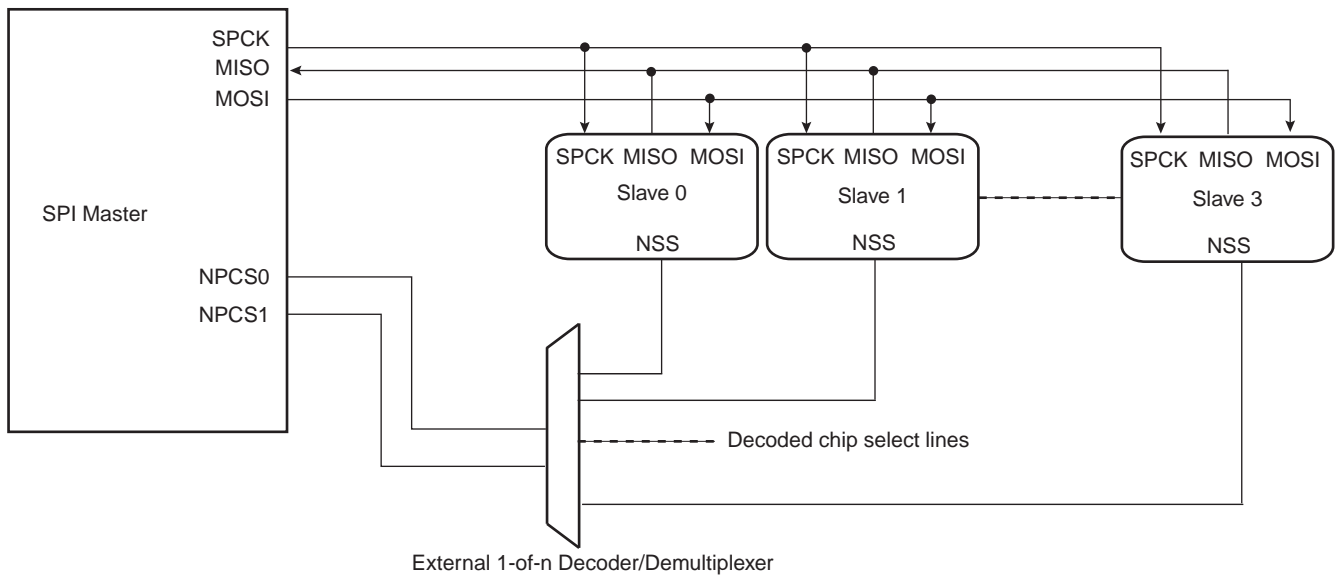 SPCK
MISO
MOSI
SPI Master
NPCS0
NPCS1
SPCK MISO MOSI
Slave 0
NSS
SPCK MISO MOSI
Slave 1
NSS
SPCK MISO MOSI
Slave 3
NSS
Decoded chip select lines
External 1-of-n Decoder/Demultiplexer